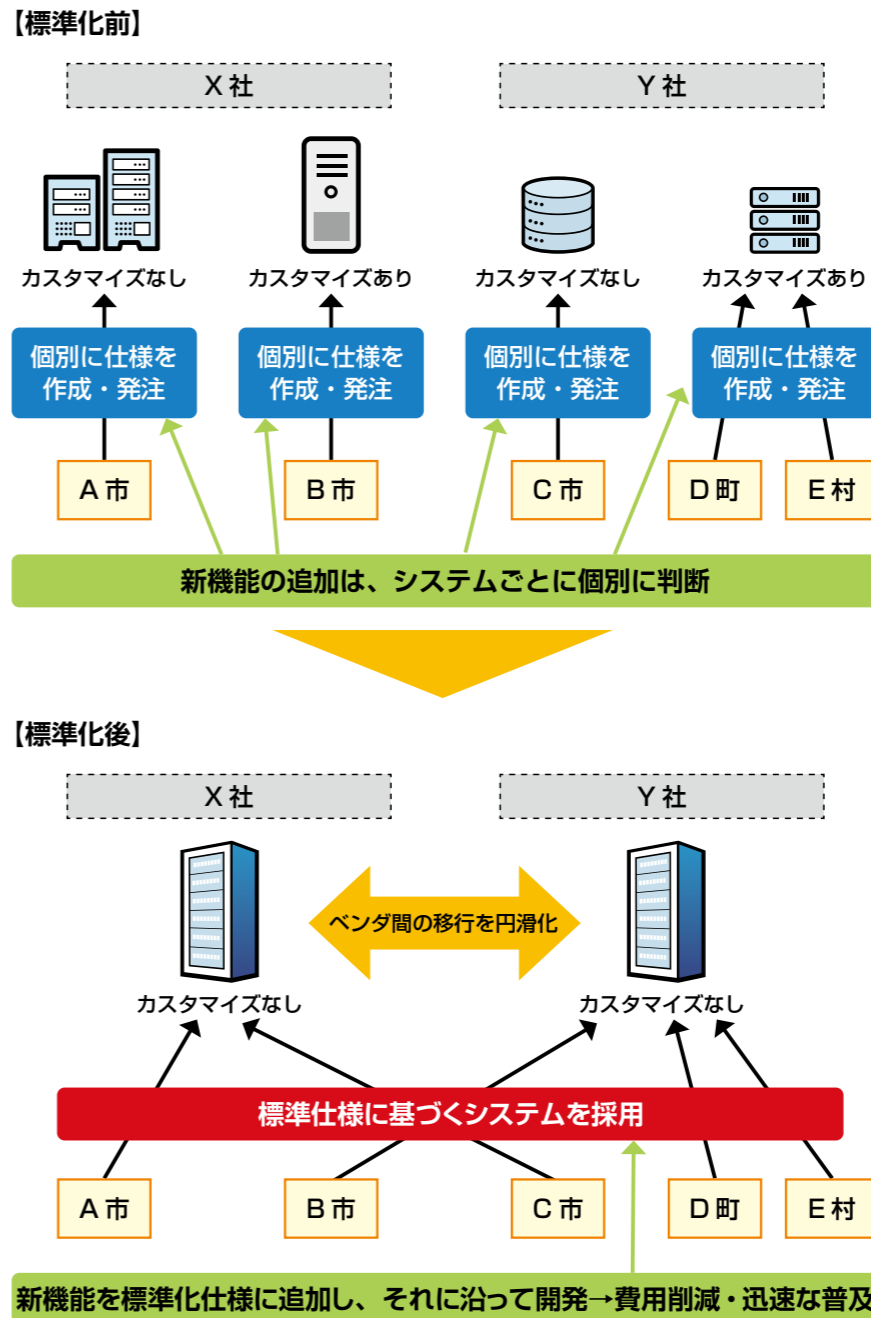 【標準化前】
X社
Y社
カスタマイズなし
カスタマイズあり
カスタマイズなし
カスタマイズあり
個別に仕様を
作成・発注
個別に仕様を
作成・発注
個別に仕様を
作成・発注
個別に仕様を
作成・発注
A市
B市
C市
D町
E村
新機能の追加は、システムごとに個別に判断
【標準化後】
X社
Y社
ベンダ間の移行を円滑化
カスタマイズなし
カスタマイズなし
標準仕様に基づくシステムを採用
A市
B市
C市
D町
E村
新機能を標準化仕様に追加し、それに沿って開発→費用削減・迅速な普及